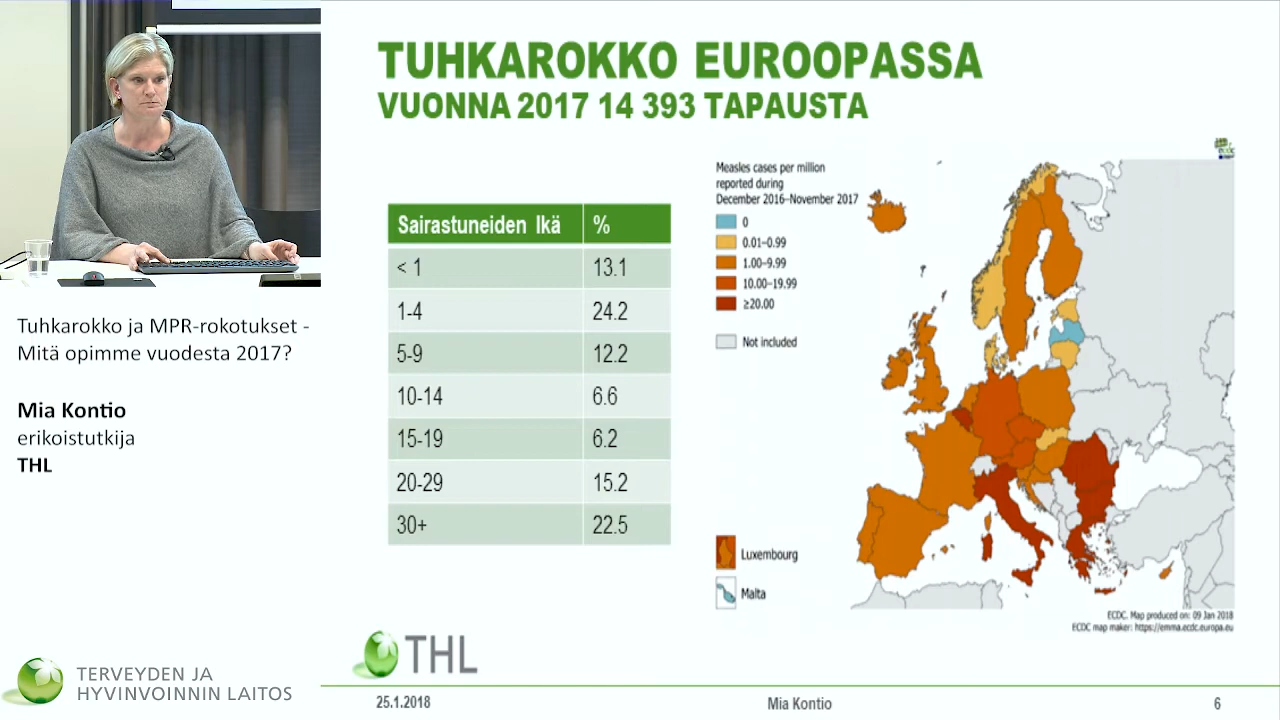 TUHKAROKKO EUROOPASSA
VUONNA 2017 14 393 TAPAUSTA
Sairastuneiden Ikä %
< 1 13.1
1-4 24.2
5-9 12.2
10-14 6.6
15-19 6.2
20-29 15.2
30+ 22.5
Measles cases per million
reported during
December 2016–November 2017
0
0.01–0.99
1.00–9.99
10.00–19.99
≥20.00
Not included
Luxembourg
Malta
ECDC. Map produced on: 09 Jan 2018
ECDC map maker: https://emma.ecdc.europa.eu
Tuhkarokko ja MPR-rokotukset -
Mitä opimme vuodesta 2017?
Mia Kontio
erikoistutkija
THL
TERVEYDEN JA
HYVINVOINNIN LAITOS
THL
25.1.2018 Mia Kontio 6